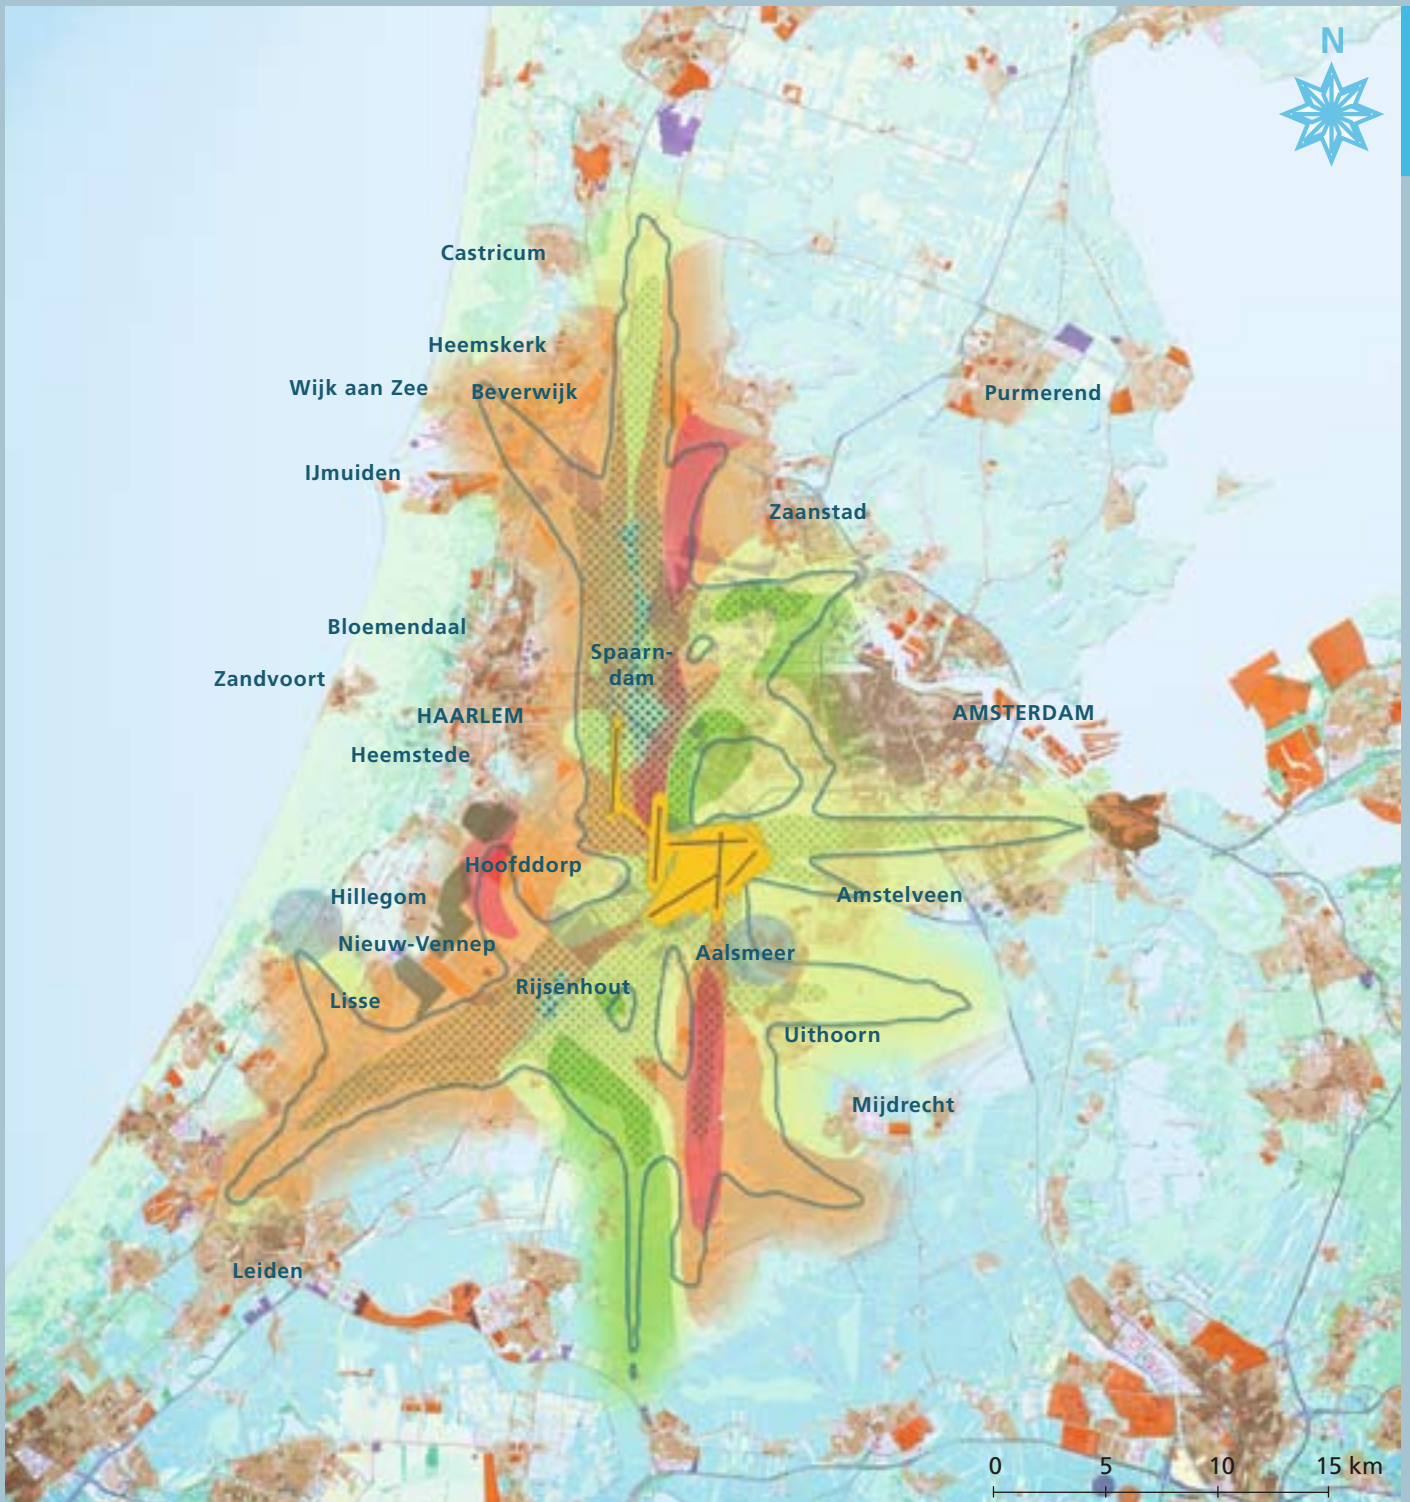 N
Castricum
Heemskerk
Wijk aan Zee
Beverwijk
Purmerend
IJmuiden
Zaanstad
Bloemendaal
Spaarn-
dam
Zandvoort
HAARLEM
AMSTERDAM
Heemstede
Hoofddorp
Hillegom
Amstelveen
Nieuw-Vennep
Aalsmeer
Rijsenhout
Lisse
Uithoorn
Mijdrecht
Leiden
0 5 10 15 km